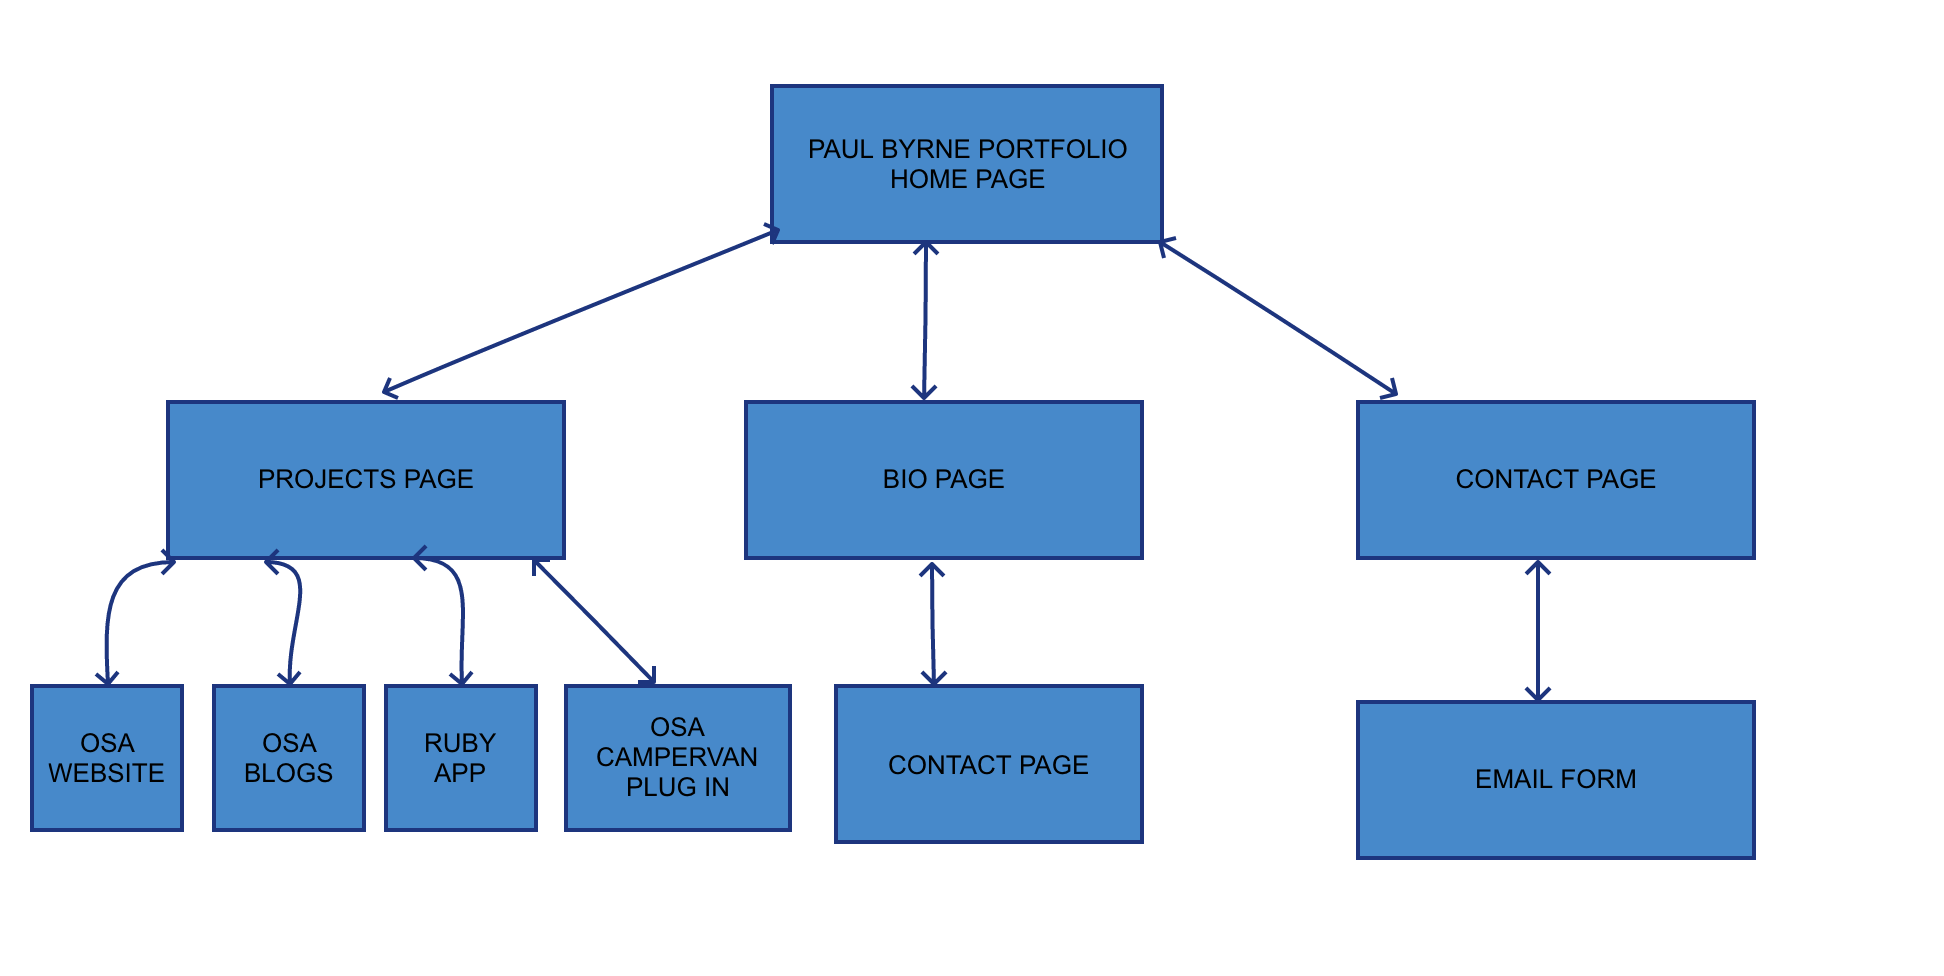 PAUL BYRNE PORTFOLIO
HOME PAGE
PROJECTS PAGE
BIO PAGE
CONTACT PAGE
OSA
WEBSITE
OSA
BLOGS
RUBY
APP
OSA
CAMPERVAN
PLUG IN
CONTACT PAGE
EMAIL FORM